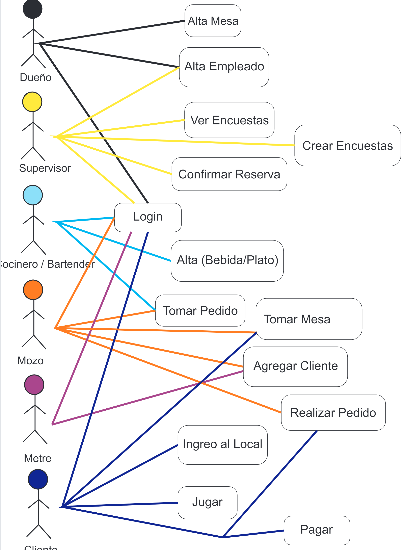 Alta Mesa
Alta Empleado
Dueño
Ver Encuestas
Crear Encuestas
Supervisor
Confirmar Reserva
Login
Cocinero / Bartender
Alta (Bebida/Plato)
Tomar Pedido
Tomar Mesa
Mozo
Agregar Cliente
Realizar Pedido
Metre
Ingreo al Local
Jugar
Pagar
Cliente